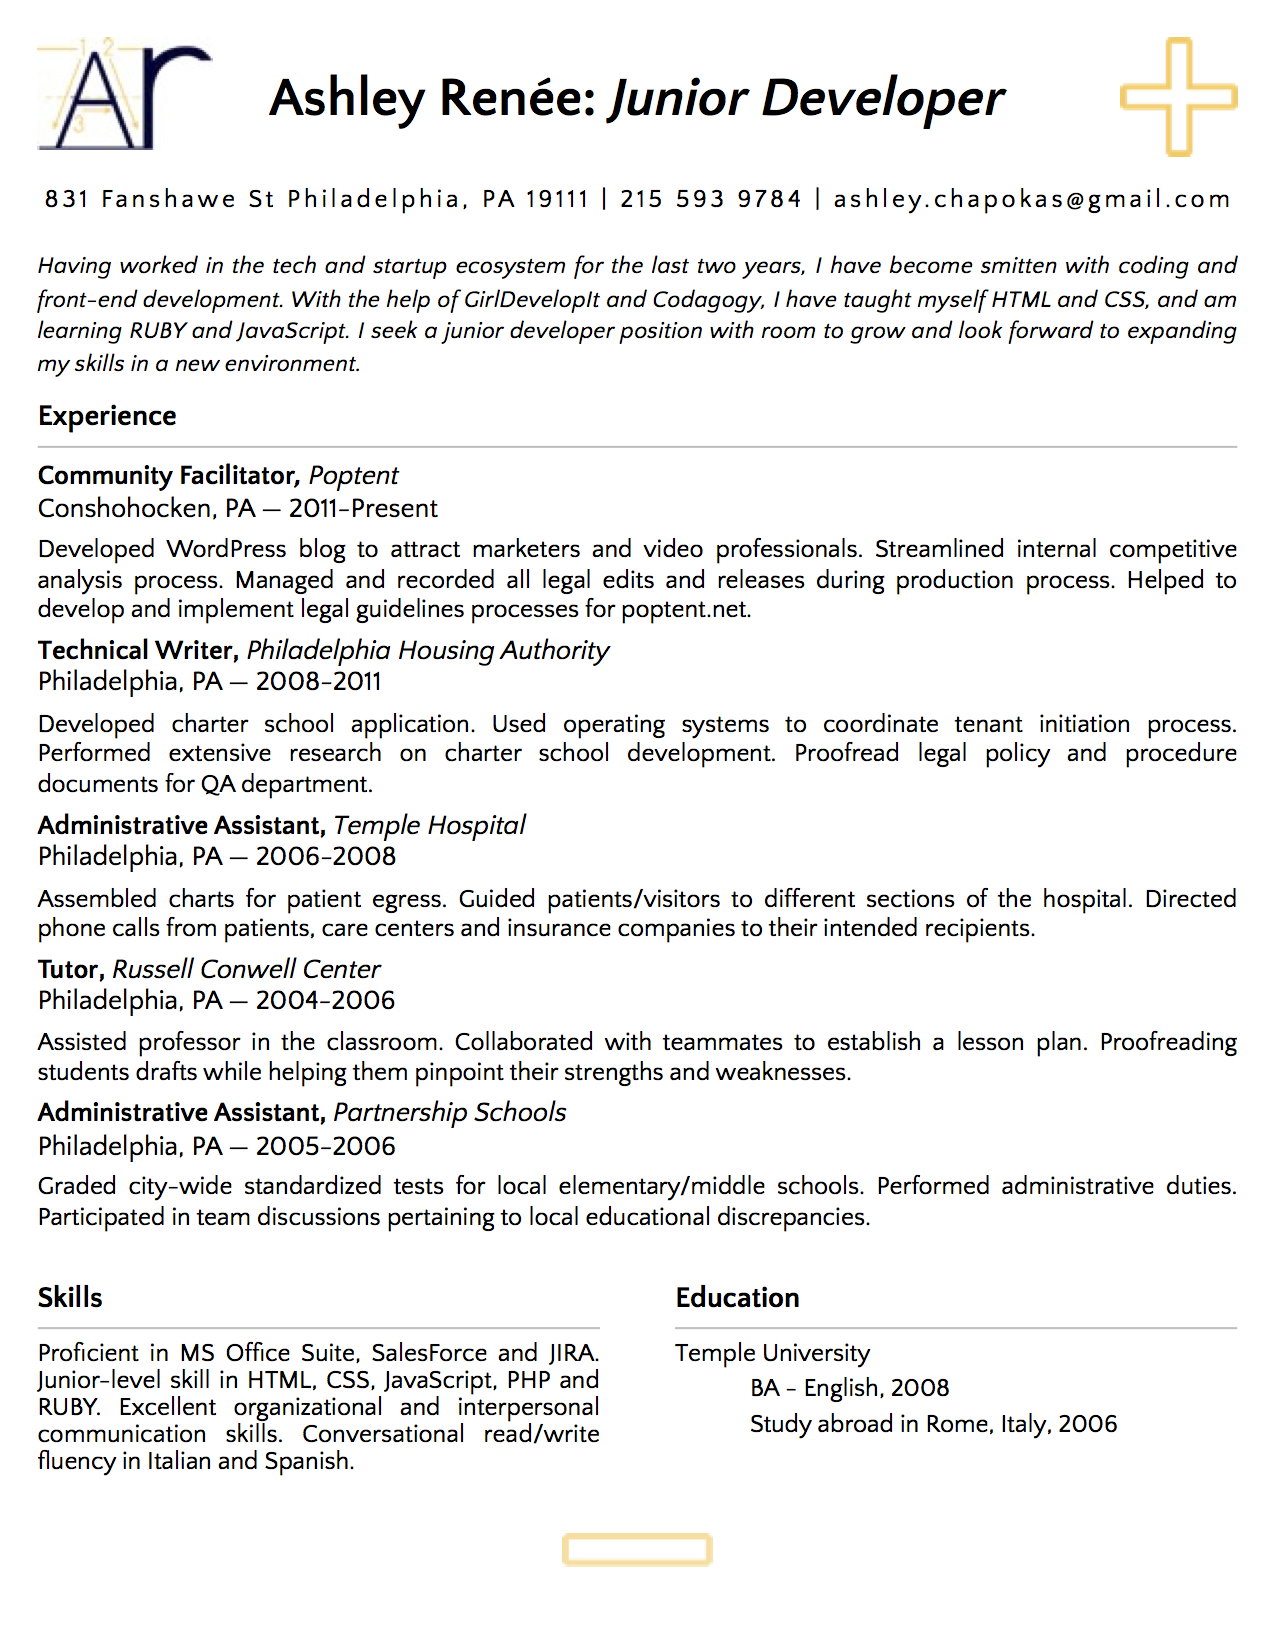 Ar
1 2
3
Ashley Renée: Junior Developer
831 Fanshawe St Philadelphia, PA 19111 | 215 593 9784 | ashley.chapokas@gmail.com
Having worked in the tech and startup ecosystem for the last two years, I have become smitten with coding and
front-end development. With the help of GirlDevelopIt and Codagogy, I have taught myself HTML and CSS, and am
learning RUBY and JavaScript. I seek a junior developer position with room to grow and look forward to expanding
my skills in a new environment.
Experience
Community Facilitator, Poptent
Conshohocken, PA — 2011-Present
Developed WordPress blog to attract marketers and video professionals. Streamlined internal competitive
analysis process. Managed and recorded all legal edits and releases during production process. Helped to
develop and implement legal guidelines processes for poptent.net.
Technical Writer, Philadelphia Housing Authority
Philadelphia, PA — 2008-2011
Developed charter school application. Used operating systems to coordinate tenant initiation process.
Performed extensive research on charter school development. Proofread legal policy and procedure
documents for QA department.
Administrative Assistant, Temple Hospital
Philadelphia, PA — 2006-2008
Assembled charts for patient egress. Guided patients/visitors to different sections of the hospital. Directed
phone calls from patients, care centers and insurance companies to their intended recipients.
Tutor, Russell Conwell Center
Philadelphia, PA — 2004-2006
Assisted professor in the classroom. Collaborated with teammates to establish a lesson plan. Proofreading
students drafts while helping them pinpoint their strengths and weaknesses.
Administrative Assistant, Partnership Schools
Philadelphia, PA — 2005-2006
Graded city-wide standardized tests for local elementary/middle schools. Performed administrative duties.
Participated in team discussions pertaining to local educational discrepancies.
Skills
Proficient in MS Office Suite, SalesForce and JIRA.
Junior-level skill in HTML, CSS, JavaScript, PHP and
RUBY. Excellent organizational and interpersonal
communication skills. Conversational read/write
fluency in Italian and Spanish.
Education
Temple University
BA - English, 2008
Study abroad in Rome, Italy, 2006